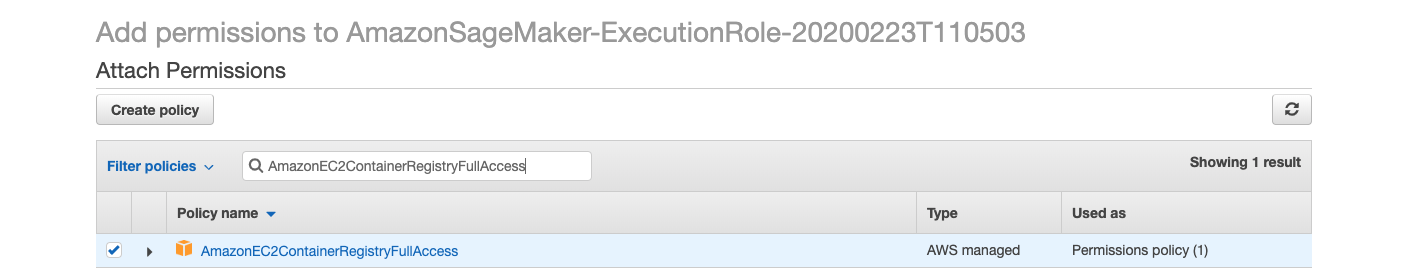 Add permissions to AmazonSageMaker-ExecutionRole-20200223T110503
Attach Permissions
Create policy
Filter policies AmazonEC2ContainerRegistryFullAccess Showing 1 result
Policy name Type Used as
AmazonEC2ContainerRegistryFullAccess AWS managed Permissions policy (1)